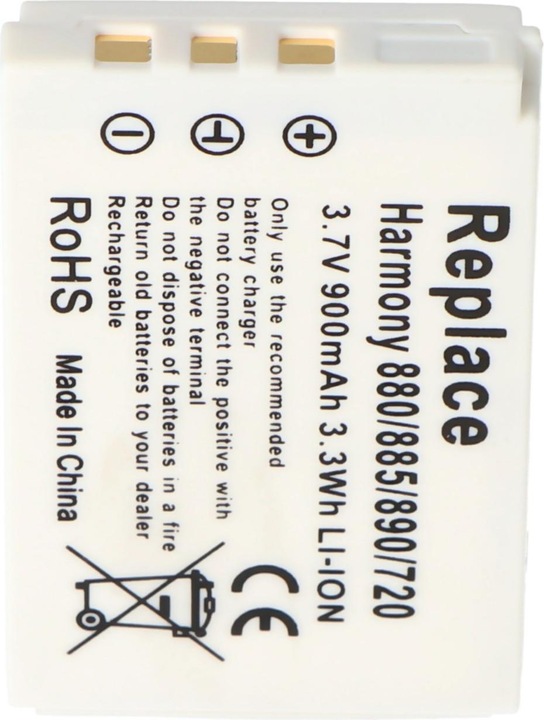 Replace
Harmony 880/885/890/720
3.7V 900mAh 3.3Wh LI-ION
Only use the recommended
battery charger
Do not connect the positive with
the negative terminal
Do not dispose of batteries in a fire
Return old batteries to your dealer
Rechargeable
RoHS Made In China
CE
+
T
−